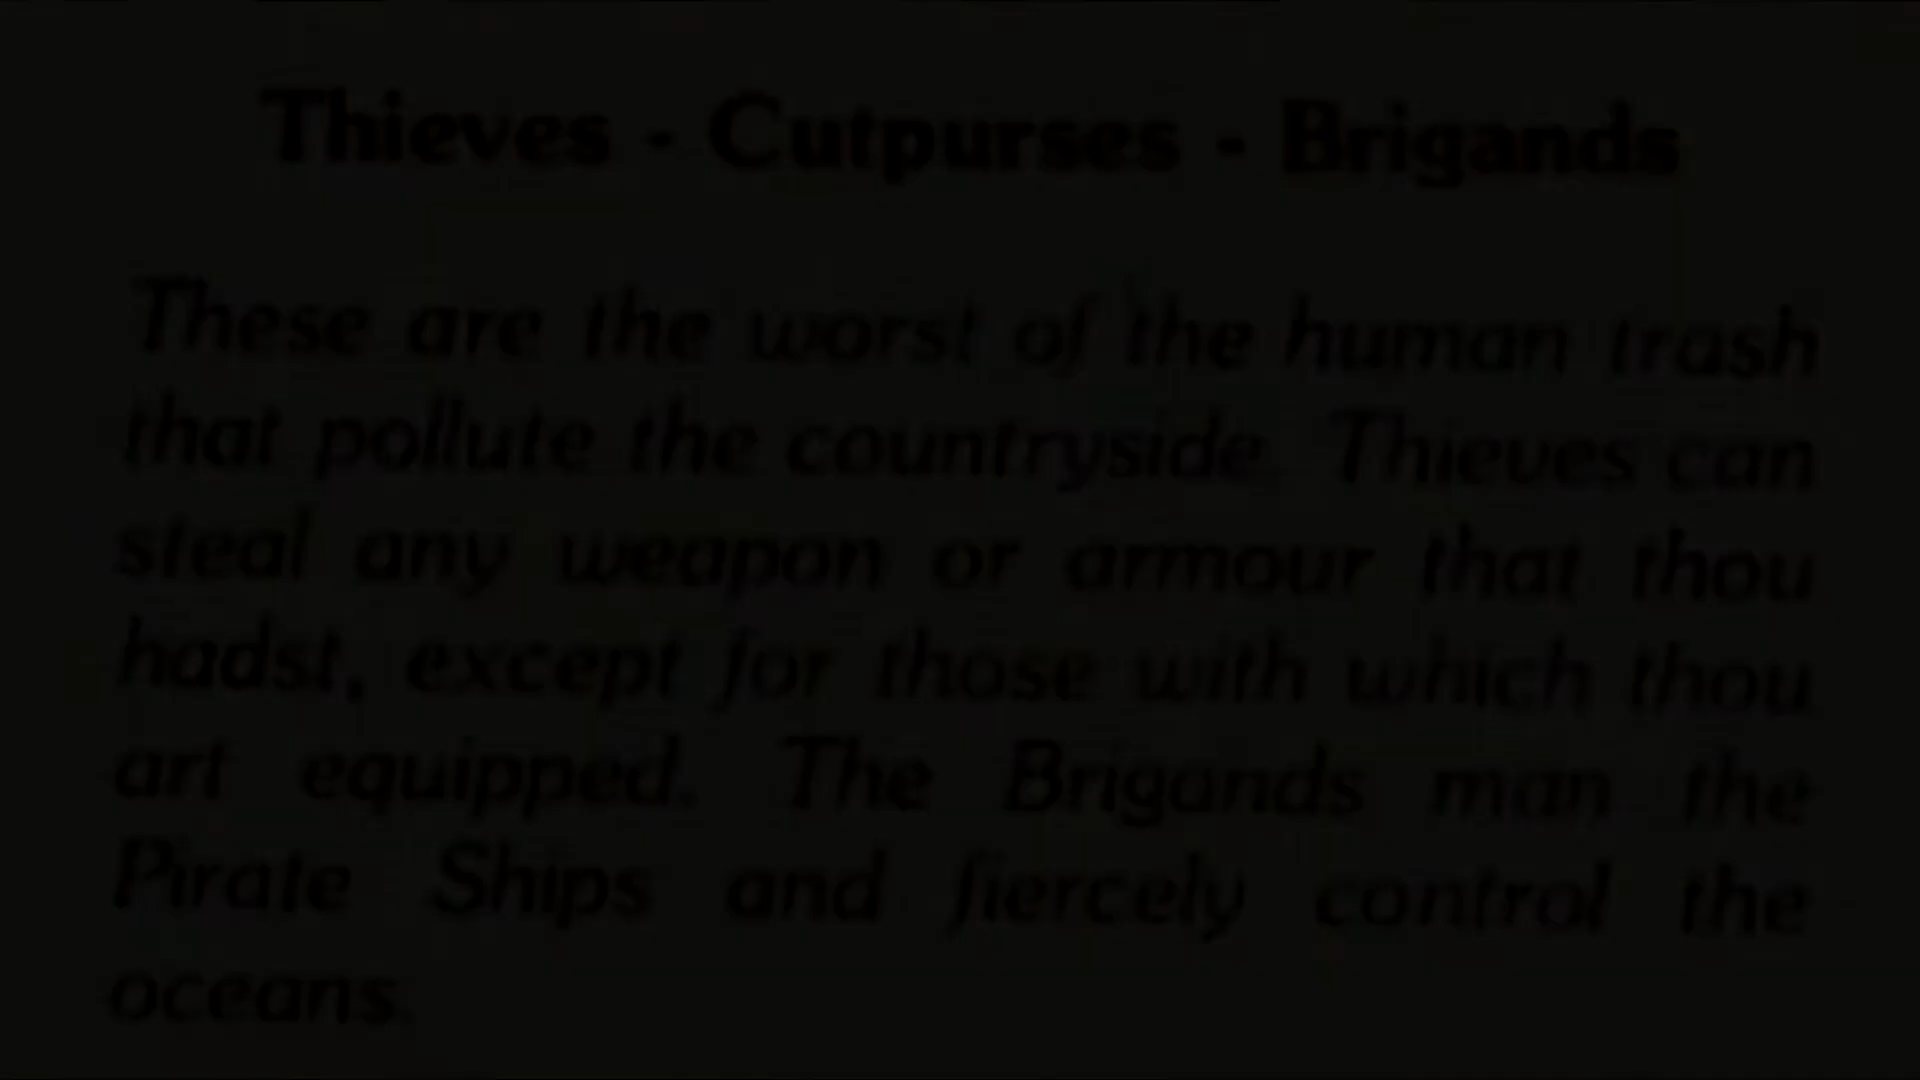 Thieves - Cutpurses - Brigands
These are the worst of the human trash
that pollute the countryside. Thieves can
steal any weapon or armour that thou
hadst, except for those with which thou
art equipped. The Brigands man the
Pirate Ships and fiercely control the
oceans.